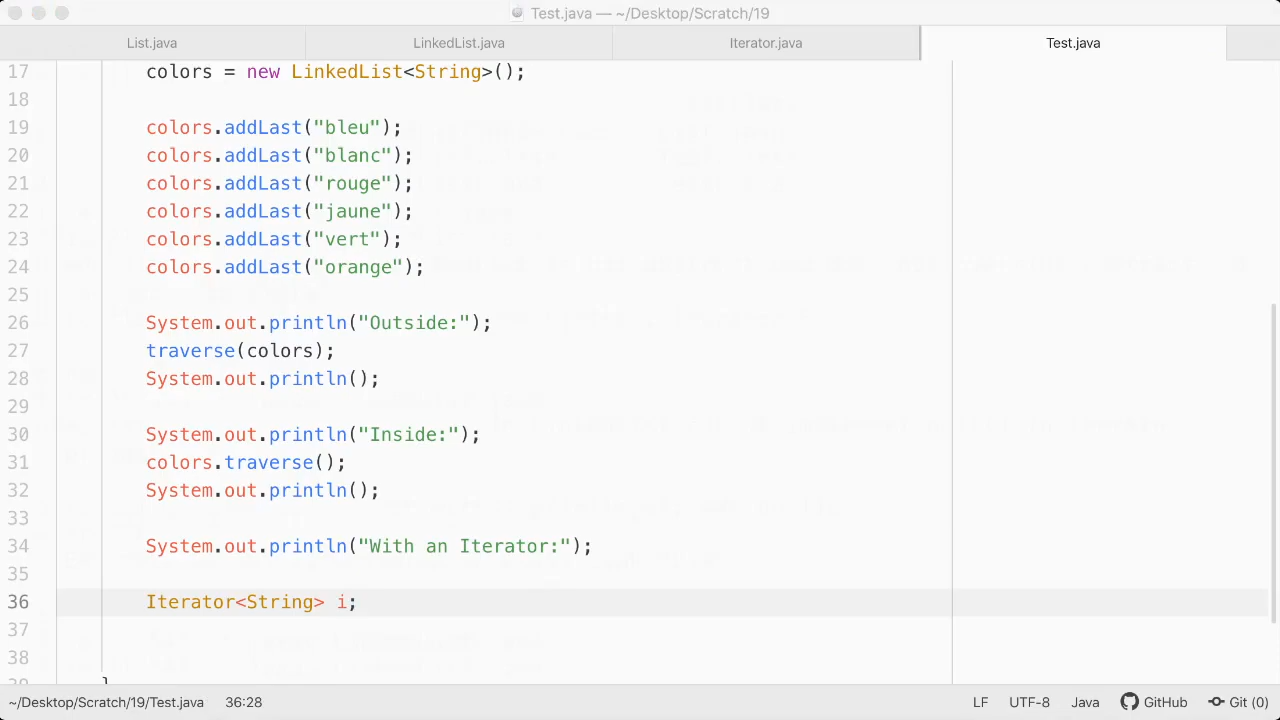 Test.java — ~/Desktop/Scratch/19
List.java LinkedList.java Iterator.java Test.java
17 colors = new LinkedList<String>();
18
19 colors.addLast("bleu");
20 colors.addLast("blanc");
21 colors.addLast("rouge");
22 colors.addLast("jaune");
23 colors.addLast("vert");
24 colors.addLast("orange");
25
26 System.out.println("Outside:");
27 traverse(colors);
28 System.out.println();
29
30 System.out.println("Inside:");
31 colors.traverse();
32 System.out.println();
33
34 System.out.println("With an Iterator:");
35
36 Iterator<String> i;
37
38
~/Desktop/Scratch/19/Test.java 36:28 LF UTF-8 Java GitHub Git (0)